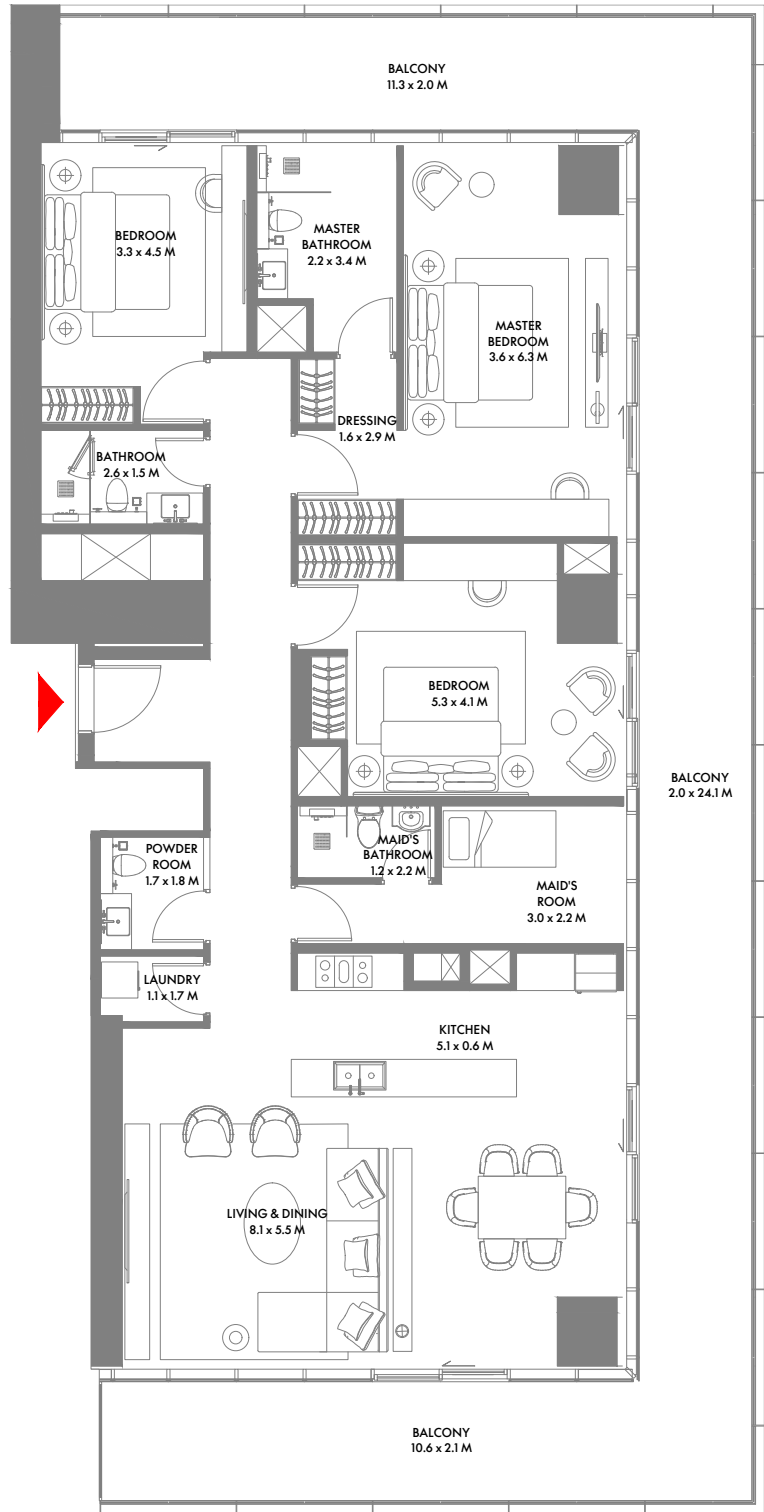 BALCONY
11.3 x 2.0 M
BEDROOM
3.3 x 4.5 M
MASTER
BATHROOM
2.2 x 3.4 M
MASTER
BEDROOM
3.6 x 6.3 M
DRESSING
1.6 x 2.9 M
BATHROOM
2.6 x 1.5 M
BEDROOM
5.3 x 4.1 M
BALCONY
2.0 x 24.1 M
POWDER
ROOM
1.7 x 1.8 M
MAID'S
BATHROOM
1.2 x 2.2 M
MAID'S
ROOM
3.0 x 2.2 M
LAUNDRY
1.1 x 1.7 M
KITCHEN
5.1 x 0.6 M
LIVING & DINING
8.1 x 5.5 M
BALCONY
10.6 x 2.1 M